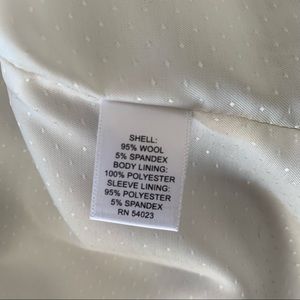 SHELL:
95% WOOL
5% SPANDEX
BODY LINING:
100% POLYESTER
SLEEVE LINING:
95% POLYESTER
5% SPANDEX
RN 54023